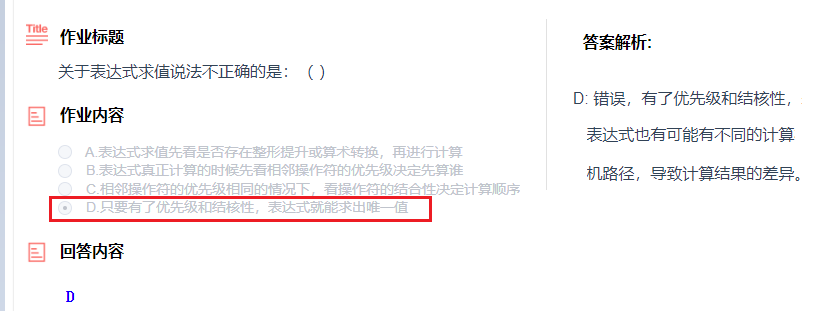 Title
作业标题
关于表达式求值说法不正确的是：（ ）
作业内容
A.表达式求值先看是否存在整形提升或算术转换，再进行计算
B.表达式真正计算的时候先看相邻操作符的优先级决定先算谁
C.相邻操作符的优先级相同的情况下，看操作符的结合性决定计算顺序
D.只要有了优先级和结核性，表达式就能求出唯一值
回答内容
D
答案解析：
D: 错误，有了优先级和结核性，
表达式也有可能有不同的计算
机路径，导致计算结果的差异。